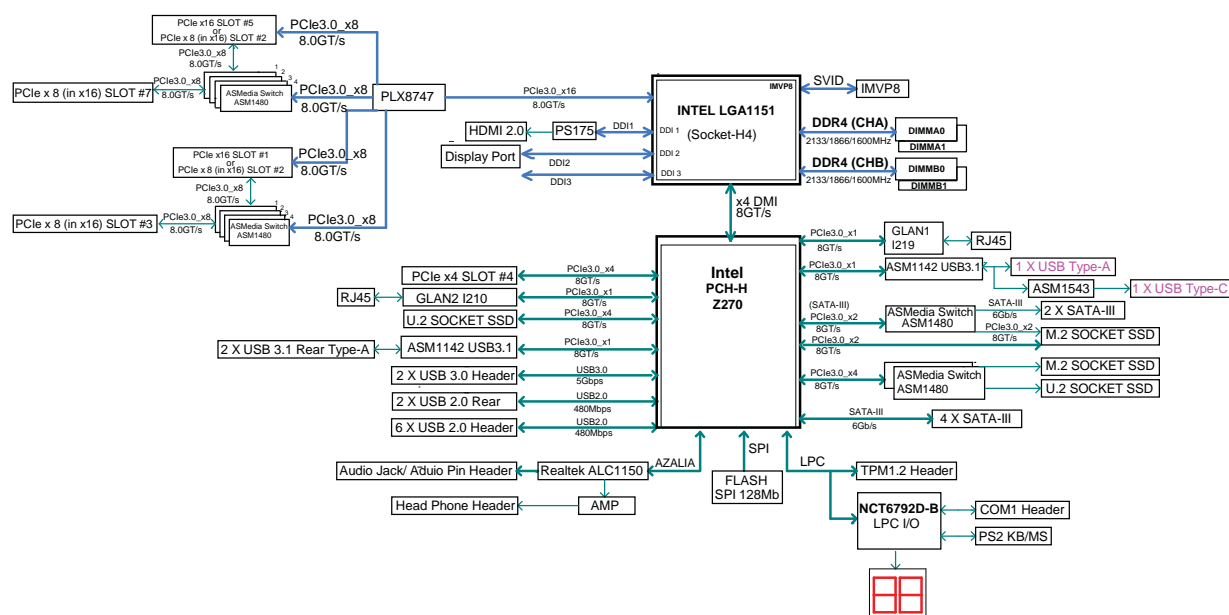 PCIe x16 SLOT #5
or
PCIe x 8 (in x16) SLOT #2
PCIe3.0_x8
8.0GT/s
PCIe3.0_x8
8.0GT/s
1
2
3
4
PCIe x 8 (in x16) SLOT #7
PCIe3.0_x8
8.0GT/s
ASMedia Switch
ASM1480
PCIe3.0_x8
8.0GT/s
PLX8747
PCIe3.0_x16
8.0GT/s
PCIe x16 SLOT #1
or
PCIe x 8 (in x16) SLOT #2
PCIe3.0_x8
8.0GT/s
PCIe3.0_x8
8.0GT/s
1
2
3
4
PCIe x 8 (in x16) SLOT #3
PCIe3.0_x8
8.0GT/s
ASMedia Switch
ASM1480
PCIe3.0_x8
8.0GT/s
IMVP8
INTEL LGA1151
(Socket-H4)
DDI 1
DDI 2
DDI 3
SVID
IMVP8
HDMI 2.0
PS175
DDI1
Display Port
DDI2
DDI3
DDR4 (CHA)
2133/1866/1600MHz
DIMMA0
DIMMA1
DDR4 (CHB)
2133/1866/1600MHz
DIMMB0
DIMMB1
x4 DMI
8GT/s
Intel
PCH-H
Z270
PCIe x4 SLOT #4
PCIe3.0_x4
8GT/s
RJ45
GLAN2 I210
PCIe3.0_x1
8GT/s
U.2 SOCKET SSD
PCIe3.0_x4
8GT/s
2 X USB 3.1 Rear Type-A
ASM1142 USB3.1
PCIe3.0_x1
8GT/s
2 X USB 3.0 Header
USB3.0
5Gbps
2 X USB 2.0 Rear
USB2.0
480Mbps
6 X USB 2.0 Header
USB2.0
480Mbps
PCIe3.0_x1
8GT/s
GLAN1
I219
RJ45
PCIe3.0_x1
8GT/s
ASM1142 USB3.1
1 X USB Type-A
ASM1543
1 X USB Type-C
(SATA-III)
PCIe3.0_x2
8GT/s
ASMedia Switch
ASM1480
SATA-III
6Gb/s
2 X SATA-III
PCIe3.0_x2
8GT/s
PCIe3.0_x2
8GT/s
M.2 SOCKET SSD
PCIe3.0_x4
8GT/s
ASMedia Switch
ASM1480
M.2 SOCKET SSD
U.2 SOCKET SSD
SATA-III
6Gb/s
4 X SATA-III
AZALIA
SPI
LPC
Audio Jack/ Aduio Pin Header
Realtek ALC1150
FLASH
SPI 128Mb
TPM1.2 Header
Head Phone Header
AMP
NCT6792D-B
LPC I/O
COM1 Header
PS2 KB/MS